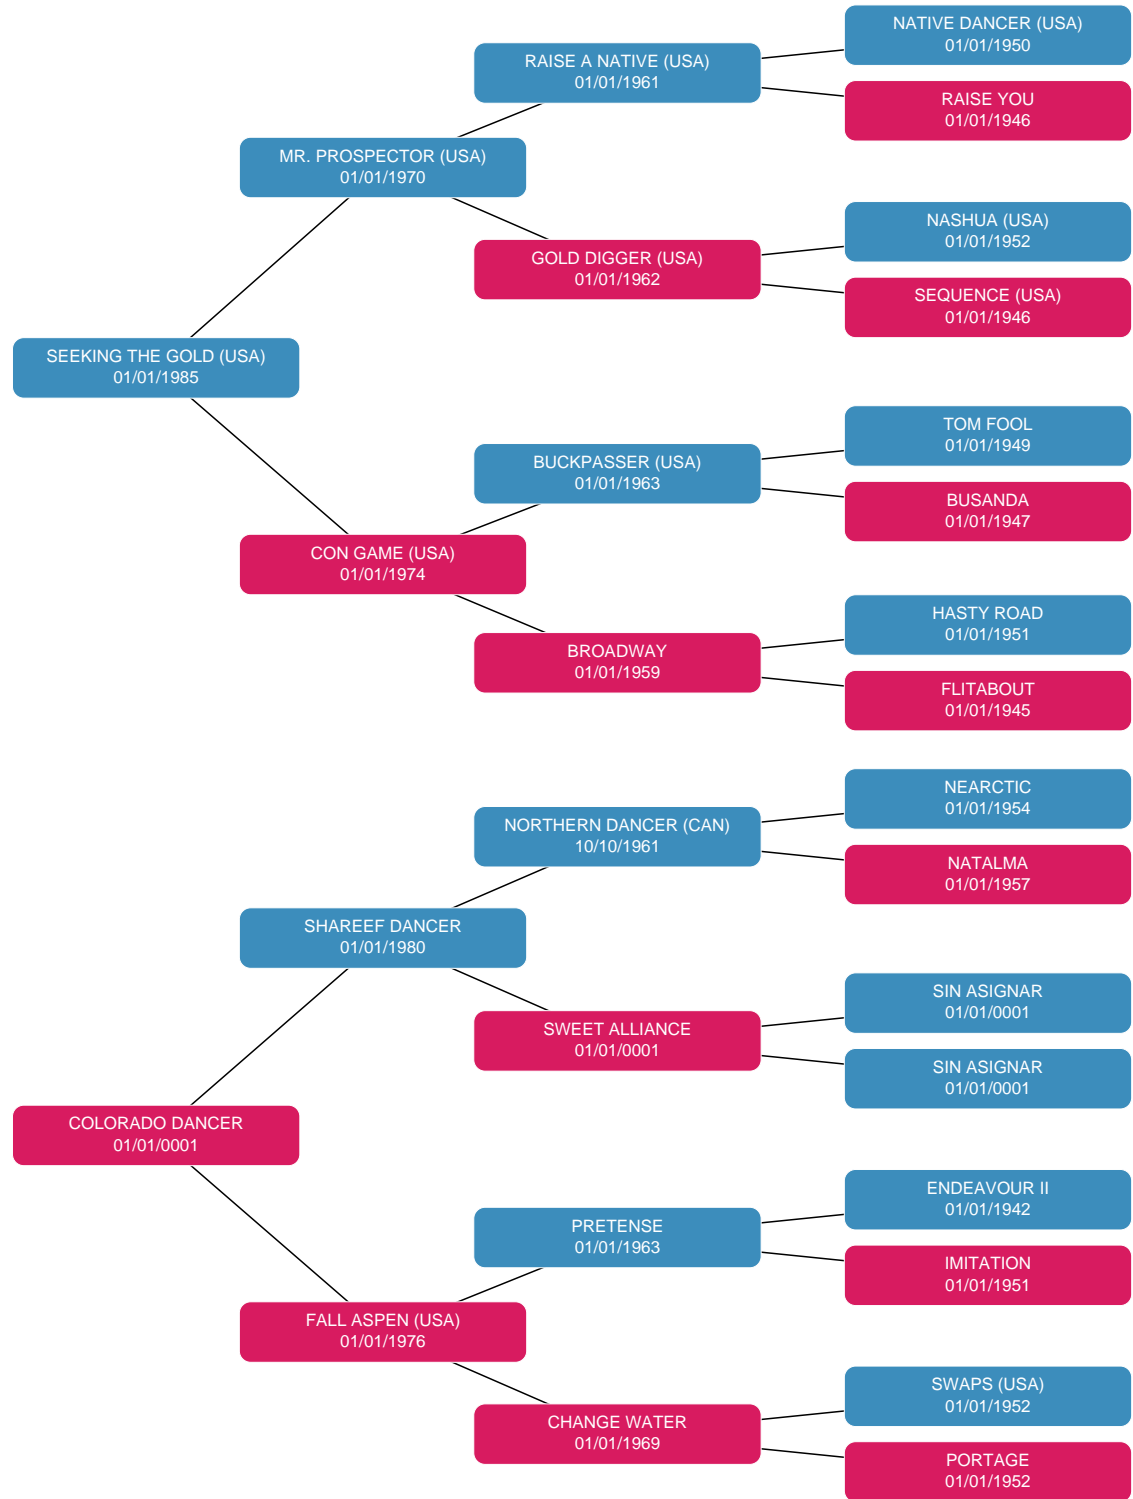 NATIVE DANCER (USA)
01/01/1950
RAISE A NATIVE (USA)
01/01/1961
RAISE YOU
01/01/1946
MR. PROSPECTOR (USA)
01/01/1970
NASHUA (USA)
01/01/1952
GOLD DIGGER (USA)
01/01/1962
SEQUENCE (USA)
01/01/1946
SEEKING THE GOLD (USA)
01/01/1985
TOM FOOL
01/01/1949
BUCKPASSER (USA)
01/01/1963
BUSANDA
01/01/1947
CON GAME (USA)
01/01/1974
HASTY ROAD
01/01/1951
BROADWAY
01/01/1959
FLITABOUT
01/01/1945
NEARCTIC
01/01/1954
NORTHERN DANCER (CAN)
10/10/1961
NATALMA
01/01/1957
SHAREEF DANCER
01/01/1980
SIN ASIGNAR
01/01/0001
SWEET ALLIANCE
01/01/0001
SIN ASIGNAR
01/01/0001
COLORADO DANCER
01/01/0001
ENDEAVOUR II
01/01/1942
PRETENSE
01/01/1963
IMITATION
01/01/1951
FALL ASPEN (USA)
01/01/1976
SWAPS (USA)
01/01/1952
CHANGE WATER
01/01/1969
PORTAGE
01/01/1952